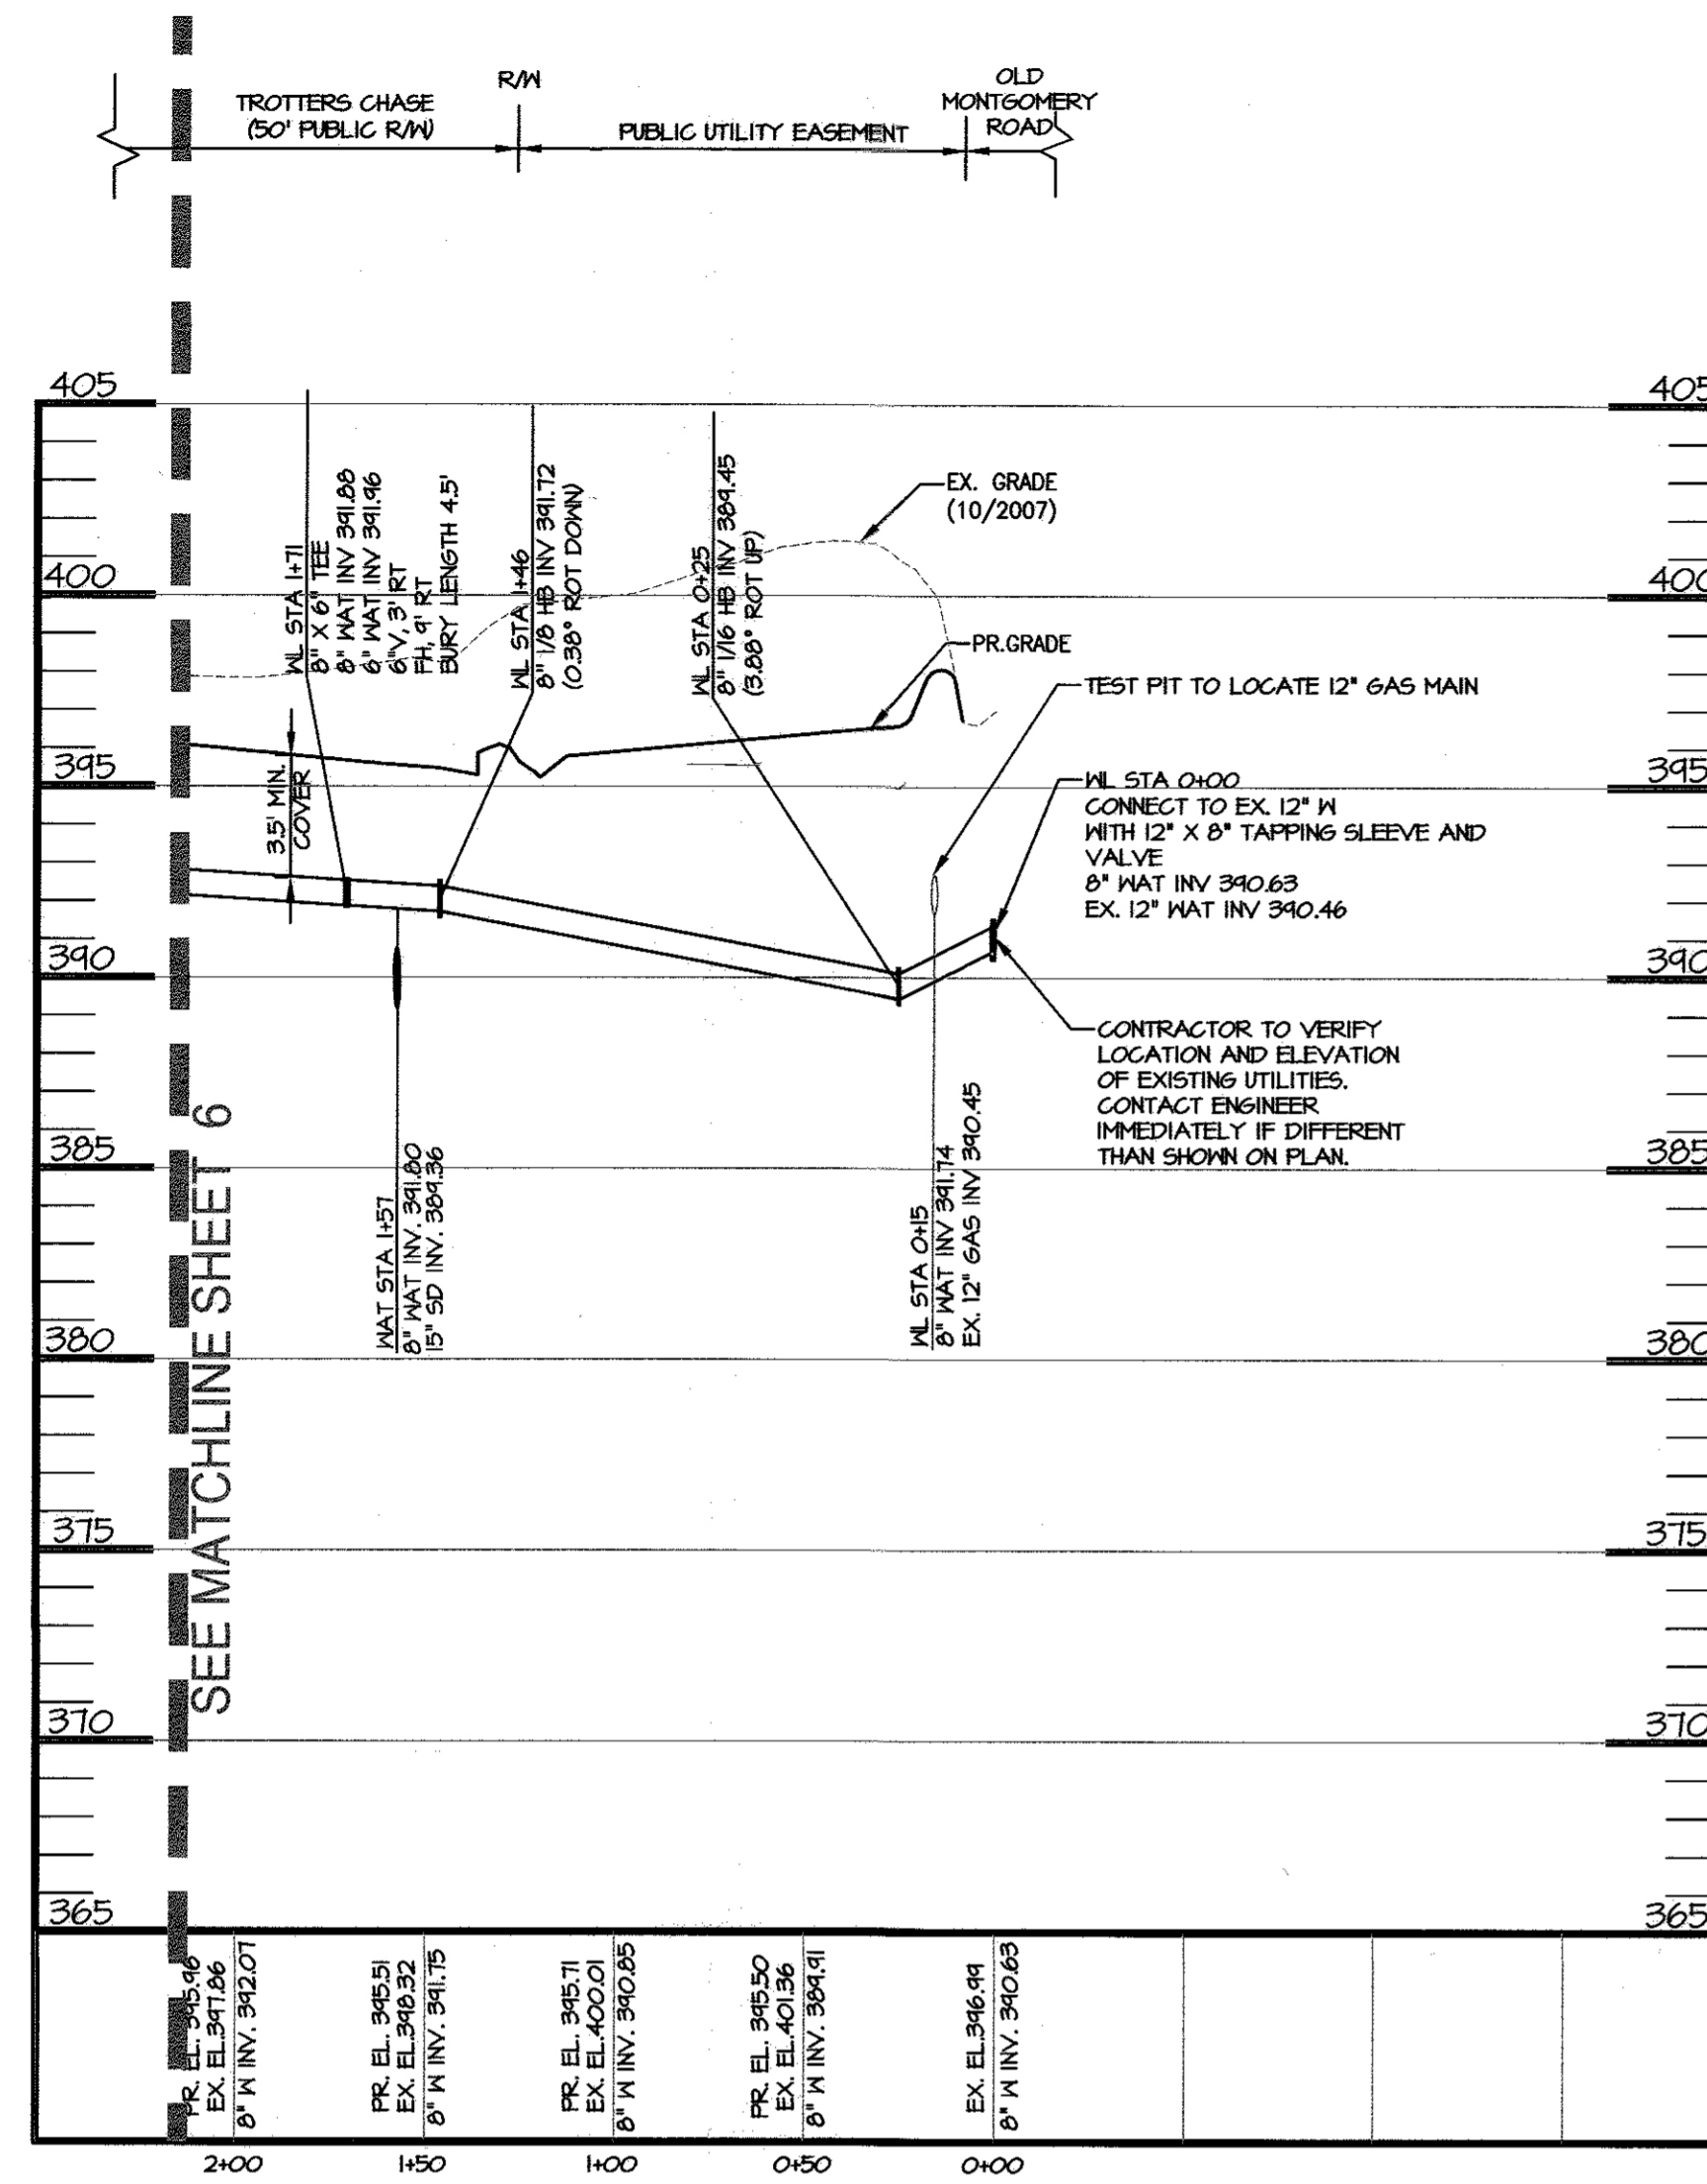 TROTTERS CHASE
(50' PUBLIC R/W)
R/W
PUBLIC UTILITY EASEMENT
OLD
MONTGOMERY
ROAD
405
405
400
400
395
395
390
390
385
385
380
380
375
375
370
370
365
365
WL STA 1+71
8" X 6" TEE
8" WAT INV 391.88
6" WAT INV 391.96
6"V, 3' RT
FH, 9' RT
BURY LENGTH 4.5'
WL STA 1+46
8" 1/8 HB INV 391.72
(0.38° ROT DOWN)
WL STA 0+25
8" 1/16 HB INV 389.45
(3.88° ROT UP)
EX. GRADE
(10/2007)
PR.GRADE
TEST PIT TO LOCATE 12" GAS MAIN
3.5' MIN.
COVER
WL STA 0+00
CONNECT TO EX. 12" W
WITH 12" X 8" TAPPING SLEEVE AND
VALVE
8" WAT INV 390.63
EX. 12" WAT INV 390.46
CONTRACTOR TO VERIFY
LOCATION AND ELEVATION
OF EXISTING UTILITIES.
CONTACT ENGINEER
IMMEDIATELY IF DIFFERENT
THAN SHOWN ON PLAN.
WAT STA 1+57
8" WAT INV. 391.80
15" SD INV. 389.36
WL STA 0+15
8" WAT INV 391.74
EX. 12" GAS INV 390.45
SEE MATCHLINE SHEET 6
PR. EL. 395.96
EX. EL.397.86
8" W INV. 392.07
PR. EL. 395.51
EX. EL.398.32
8" W INV. 391.75
PR. EL. 395.71
EX. EL.400.01
8" W INV. 390.85
PR. EL. 395.50
EX. EL.401.36
8" W INV. 389.91
EX. EL.396.99
8" W INV. 390.63
2+00
1+50
1+00
0+50
0+00